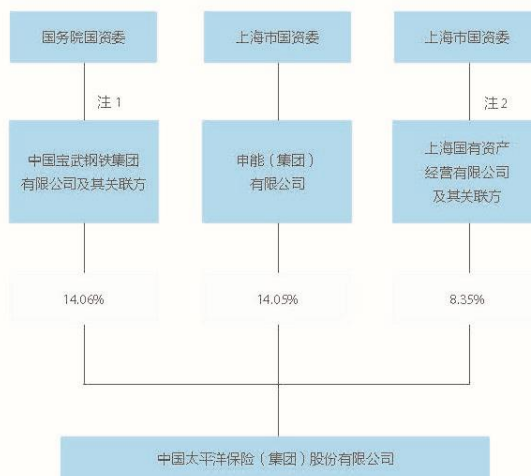 国务院国资委
上海市国资委
上海市国资委
注 1
注 2
中国宝武钢铁集团
有限公司及其关联方
申能（集团）
有限公司
上海国有资产
经营有限公司
及其关联方
14.06%
14.05%
8.35%
中国太平洋保险（集团）股份有限公司